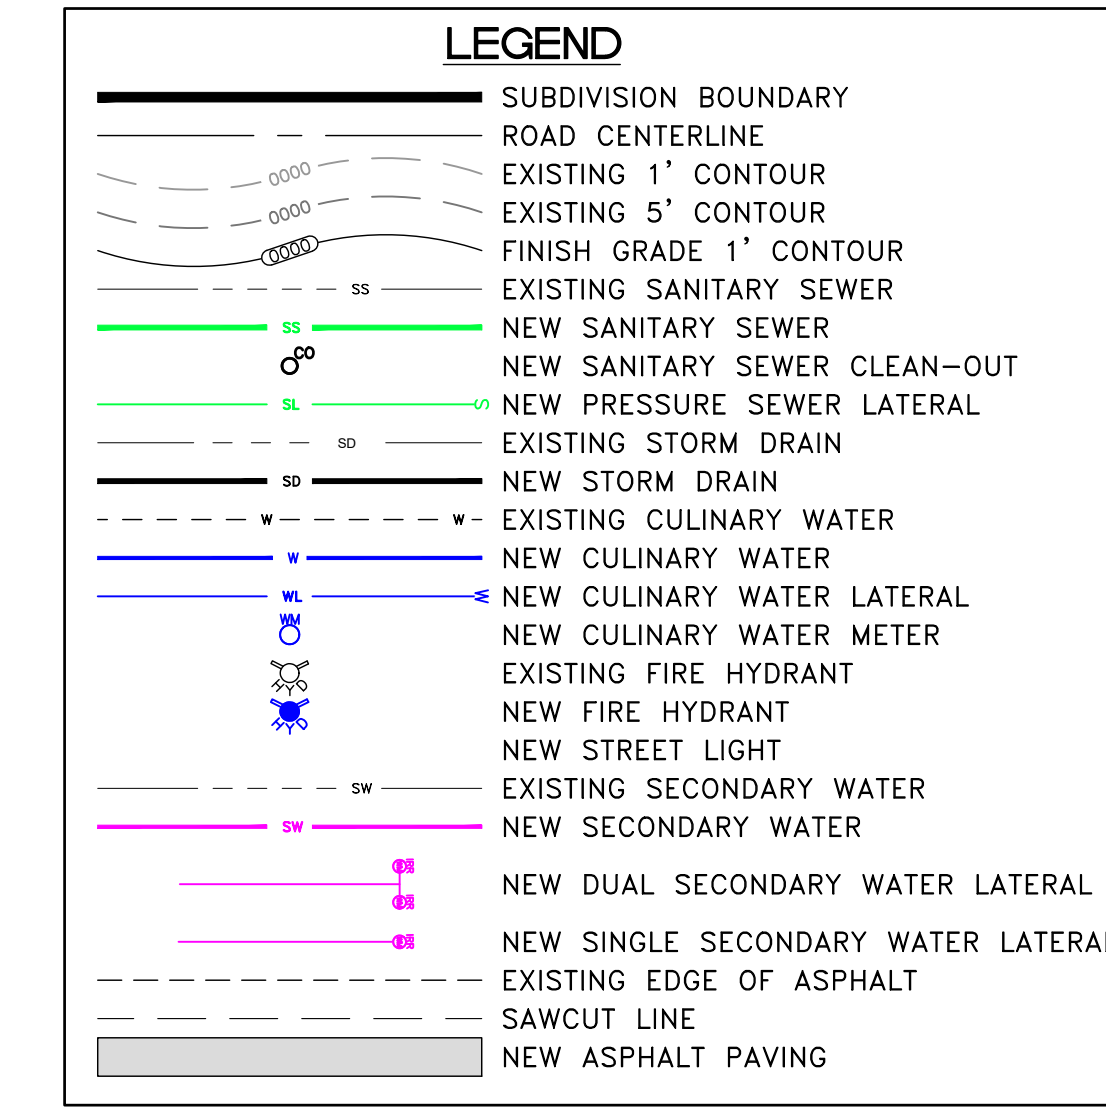 LEGEND
SUBDIVISION BOUNDARY
ROAD CENTERLINE
0000 EXISTING 1' CONTOUR
0000 EXISTING 5' CONTOUR
0000 FINISH GRADE 1' CONTOUR
SS EXISTING SANITARY SEWER
SS NEW SANITARY SEWER
CO NEW SANITARY SEWER CLEAN-OUT
SL S NEW PRESSURE SEWER LATERAL
SD EXISTING STORM DRAIN
SD NEW STORM DRAIN
W W EXISTING CULINARY WATER
W NEW CULINARY WATER
WL W NEW CULINARY WATER LATERAL
WM NEW CULINARY WATER METER
HYD EXISTING FIRE HYDRANT
HYD NEW FIRE HYDRANT
NEW STREET LIGHT
SW EXISTING SECONDARY WATER
SW NEW SECONDARY WATER
NEW DUAL SECONDARY WATER LATERAL
NEW SINGLE SECONDARY WATER LATERAL
EXISTING EDGE OF ASPHALT
SAWCUT LINE
NEW ASPHALT PAVING